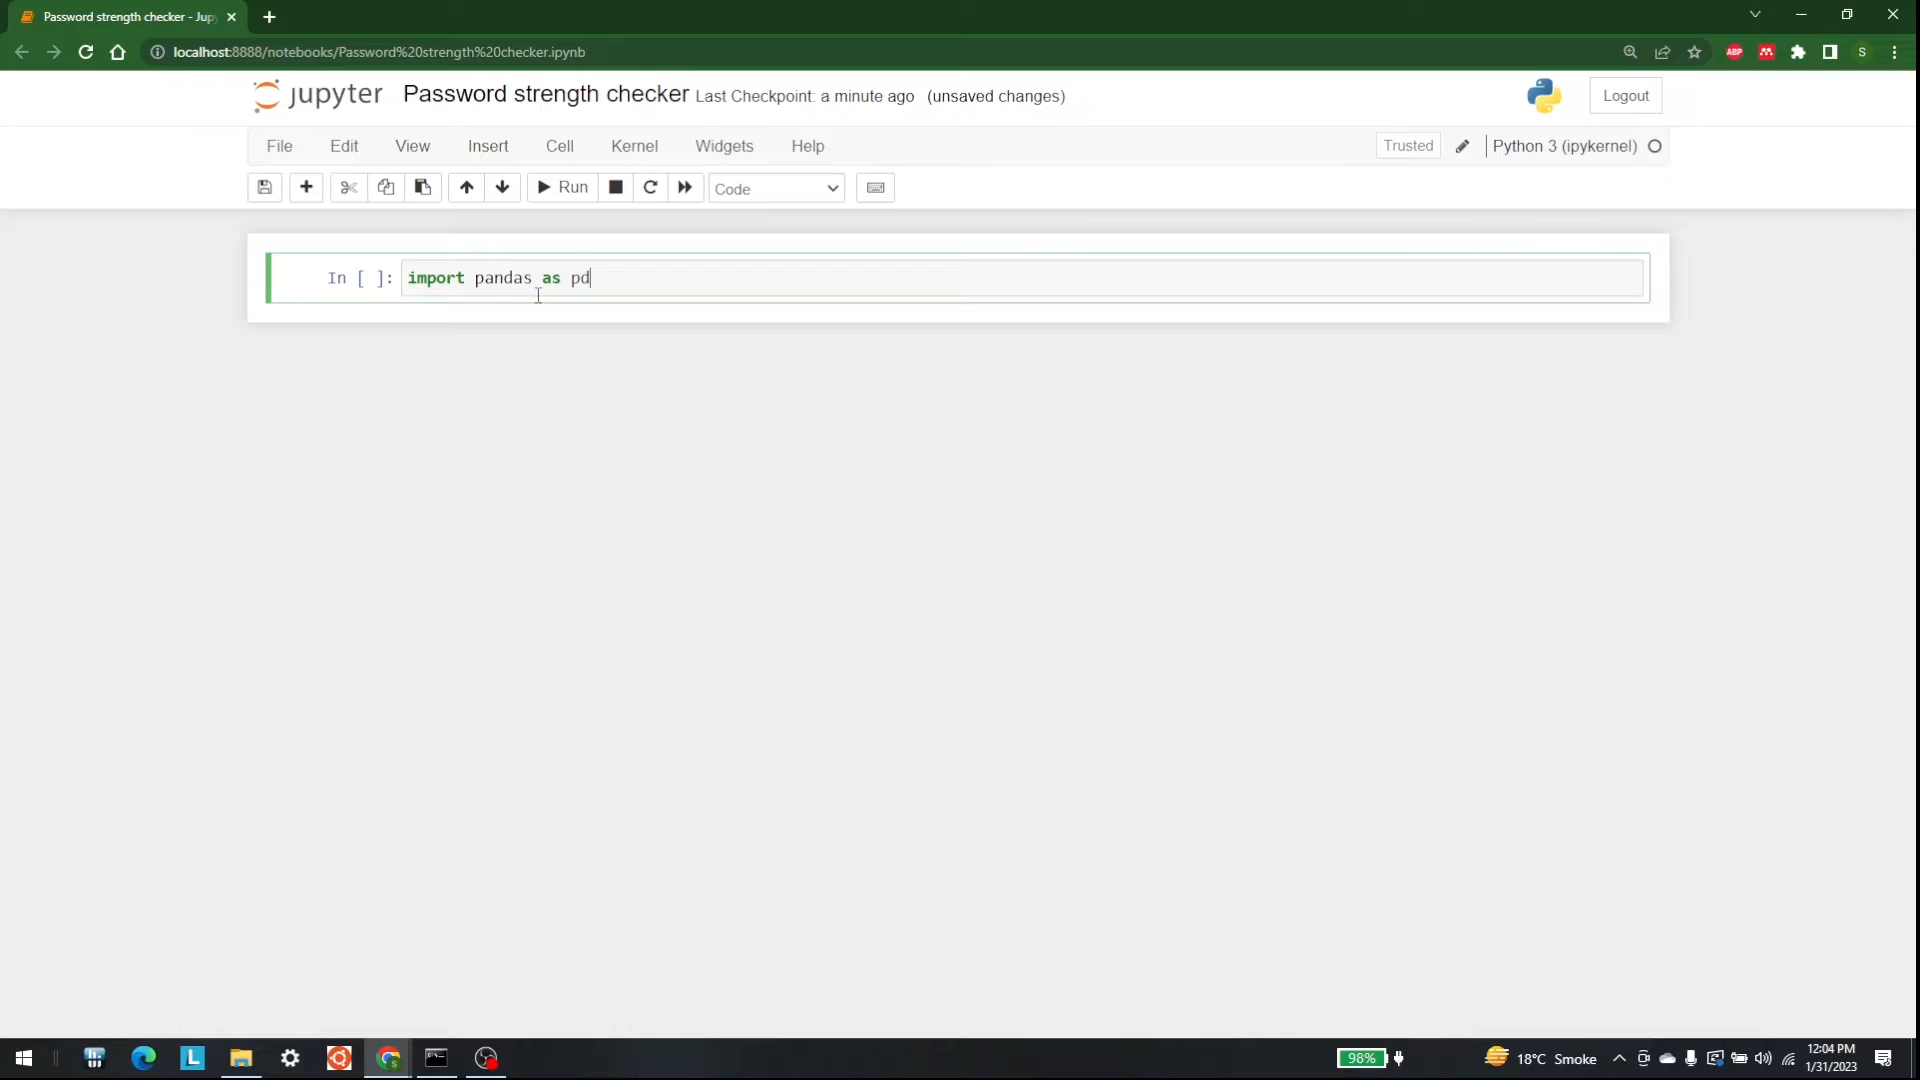 Password strength checker - Jup
localhost:8888/notebooks/Password%20strength%20checker.ipynb
ABP
S
jupyter Password strength checker Last Checkpoint: a minute ago (unsaved changes)
Logout
File Edit View Insert Cell Kernel Widgets Help
Trusted
Python 3 (ipykernel)
Run
Code
In [ ]: import pandas as pd
L
98%
18°C Smoke
12:04 PM
1/31/2023